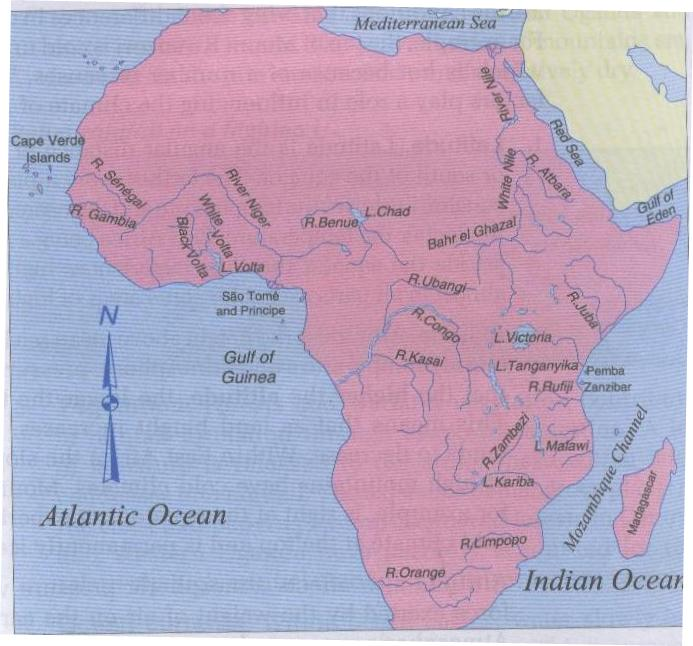 Mediterranean Sea
River Nile
Red Sea
Cape Verde
Islands
R. Sénégal
R. Gambia
River Niger
White Volta
Black Volta
L.Volta
R.Benue
L.Chad
White Nile
R. Atbara
Bahr el Ghazal
Gulf of
Eden
São Tomé
and Principe
R.Ubangi
R.Congo
R.Kasai
R.Juba
N
Gulf of
Guinea
L.Victoria
L.Tanganyika
R.Rufiji
Pemba
Zanzibar
R.Zambezi
L.Malawi
L.Kariba
Mozambique Channel
Madagascar
Atlantic Ocean
R.Limpopo
R.Orange
Indian Ocean